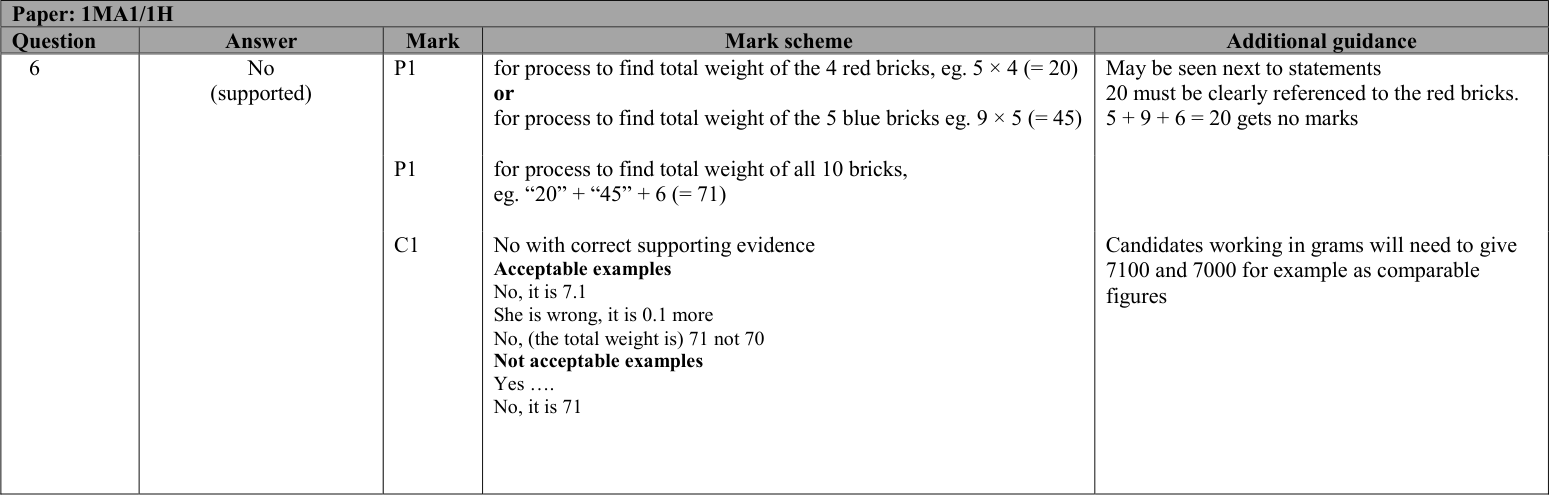 Paper: 1MA1/1H
Question Answer Mark Mark scheme Additional guidance
6 No P1 for process to find total weight of the 4 red bricks, eg. 5 × 4 (= 20) May be seen next to statements
(supported) or 20 must be clearly referenced to the red bricks.
for process to find total weight of the 5 blue bricks eg. 9 × 5 (= 45) 5 + 9 + 6 = 20 gets no marks
P1 for process to find total weight of all 10 bricks,
eg. “20” + “45” + 6 (= 71)
C1 No with correct supporting evidence Candidates working in grams will need to give
Acceptable examples 7100 and 7000 for example as comparable
No, it is 7.1 figures
She is wrong, it is 0.1 more
No, (the total weight is) 71 not 70
Not acceptable examples
Yes ….
No, it is 71